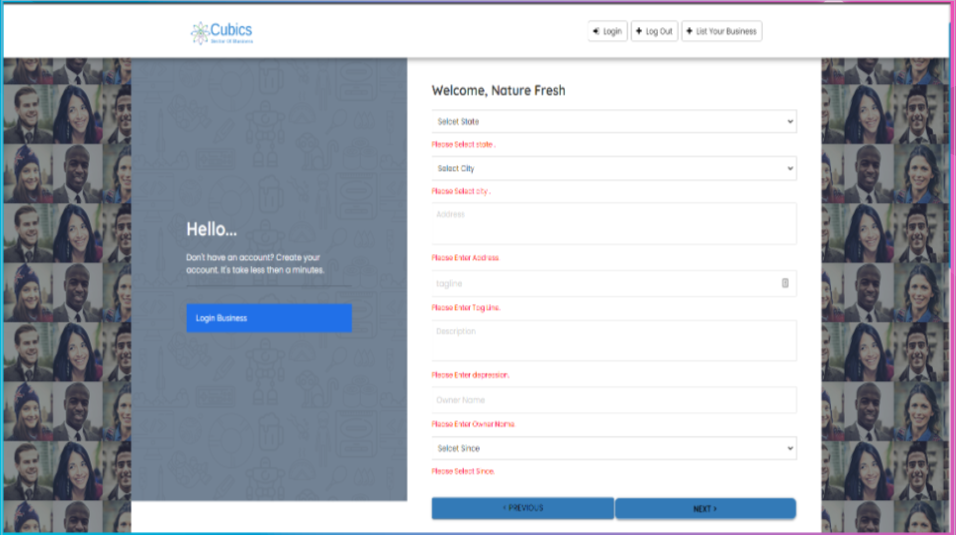 Cubics
Login
Log Out
List Your Business
Welcome, Nature Fresh
Selcet State
Please Select state .
Select City
Please Select city .
Address
Please Enter Address.
Hello...
Don't have an account? Create your
account. It's take less then a minutes.
Login Business
tagline
Please Enter TagLine.
Description
Please Enter depression.
Owner Name
Please Enter Owner Name.
Selcet Since
Please Select Since.
< PREVIOUS
NEXT >